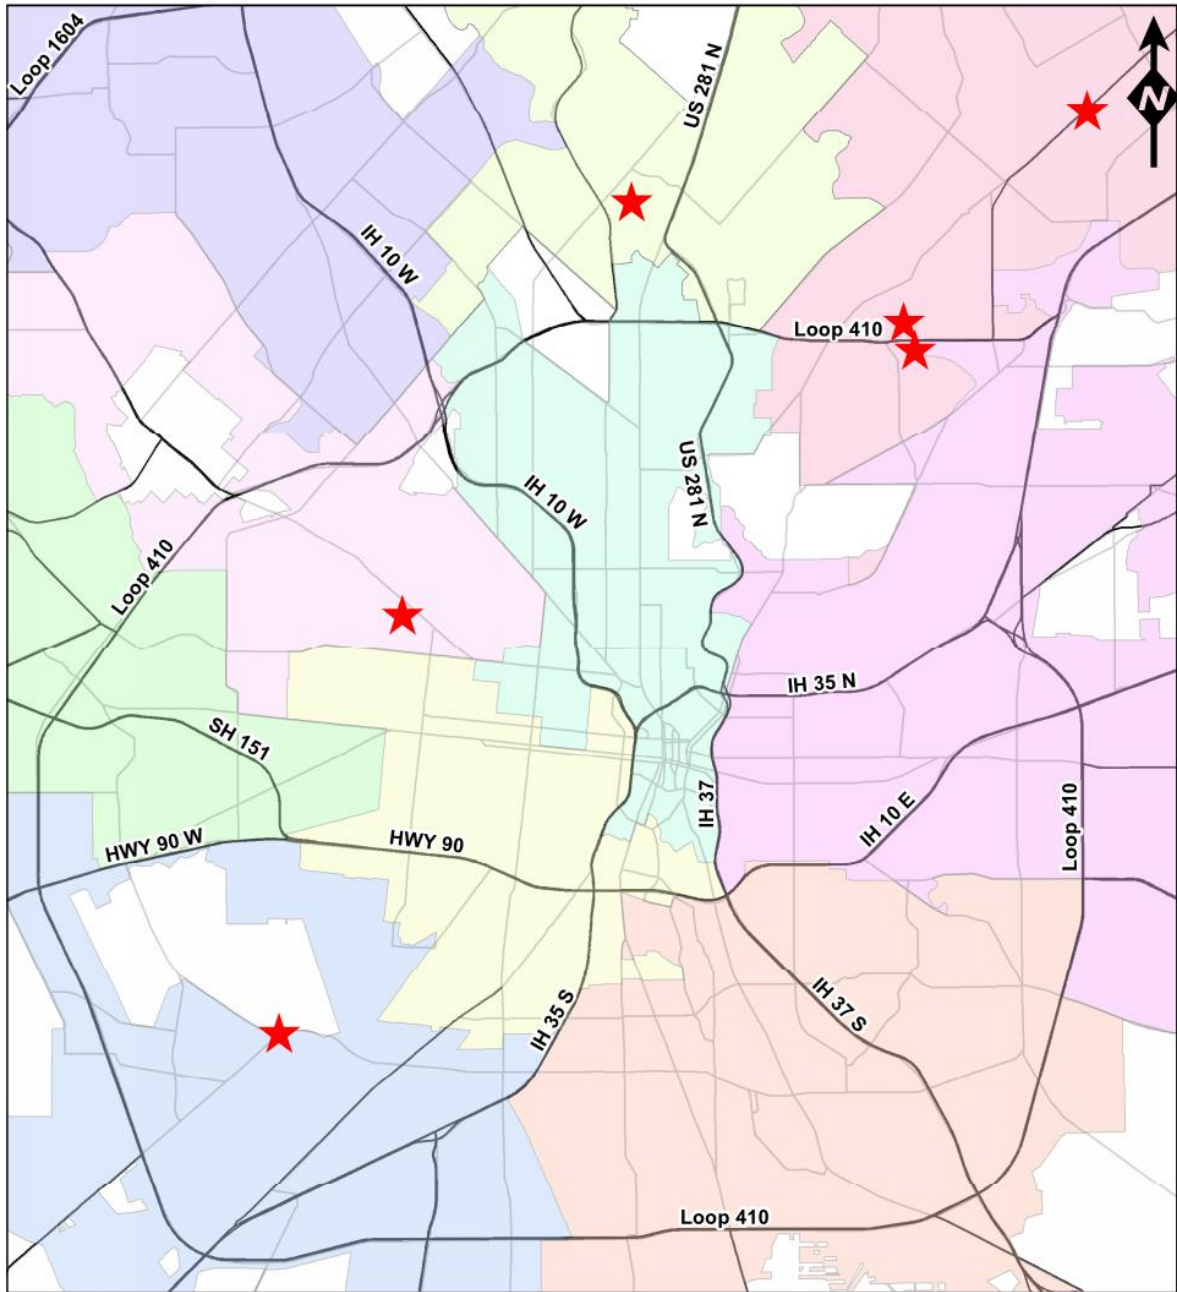 Loop 1604
US 281 N
N
IH 10 W
Loop 410
IH 10 W
US 281 N
Loop 410
IH 35 N
SH 151
IH 37
IH 10 E
Loop 410
HWY 90 W
HWY 90
IH 35 S
IH 37 S
Loop 410